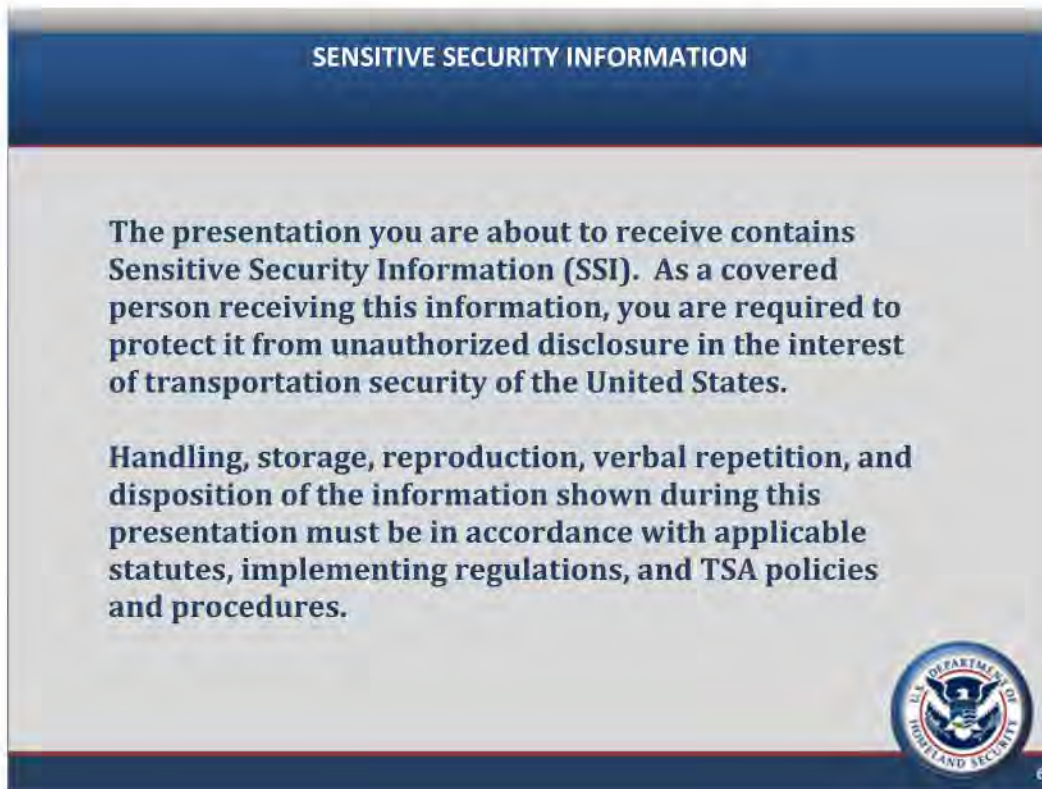 SENSITIVE SECURITY INFORMATION
The presentation you are about to receive contains
Sensitive Security Information (SSI).  As a covered
person receiving this information, you are required to
protect it from unauthorized disclosure in the interest
of transportation security of the United States.
Handling, storage, reproduction, verbal repetition, and
disposition of the information shown during this
presentation must be in accordance with applicable
statutes, implementing regulations, and TSA policies
and procedures.
U.S. DEPARTMENT OF
HOMELAND SECURITY